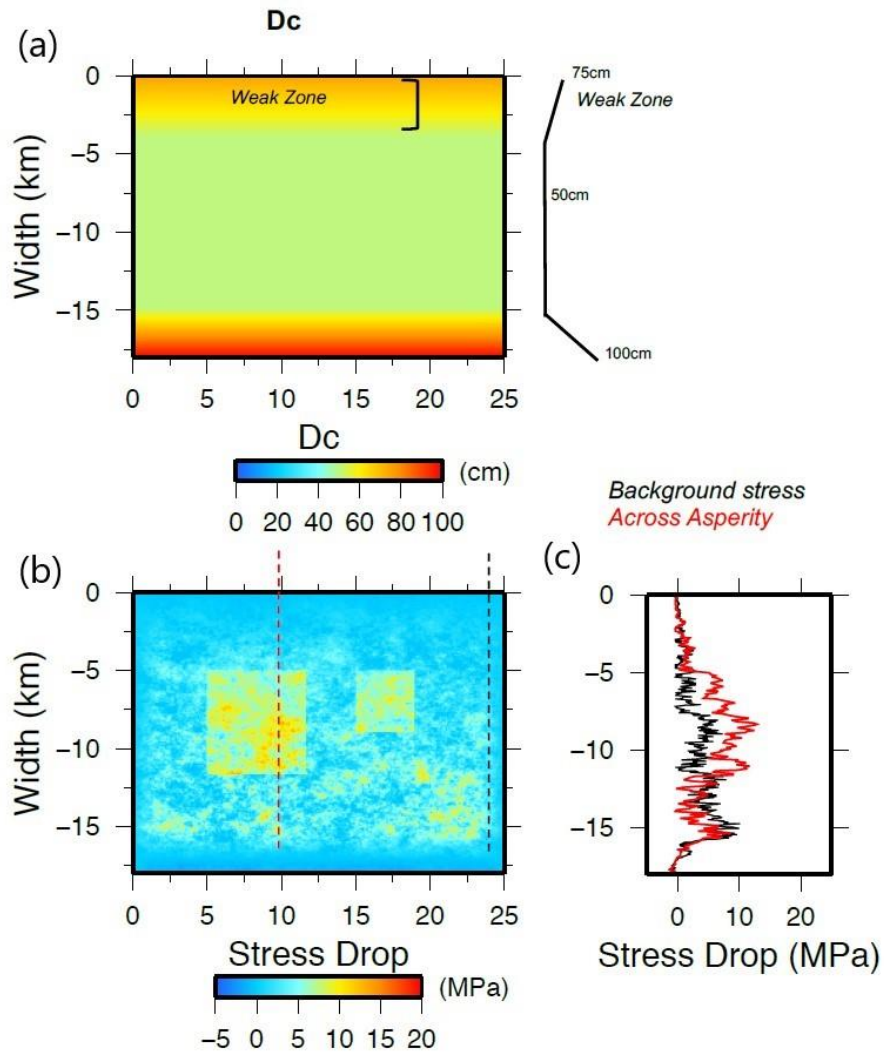 Dc
(a)
0
−5
−10
−15
Width (km)
Weak Zone
75cm
Weak Zone
50cm
100cm
0 5 10 15 20 25
Dc
(cm)
0 20 40 60 80 100
Background stress
Across Asperity
(b)
0
−5
−10
−15
Width (km)
0 5 10 15 20 25
Stress Drop
(MPa)
−5 0 5 10 15 20
(c)
0
−5
−10
−15
0 10 20
Stress Drop (MPa)